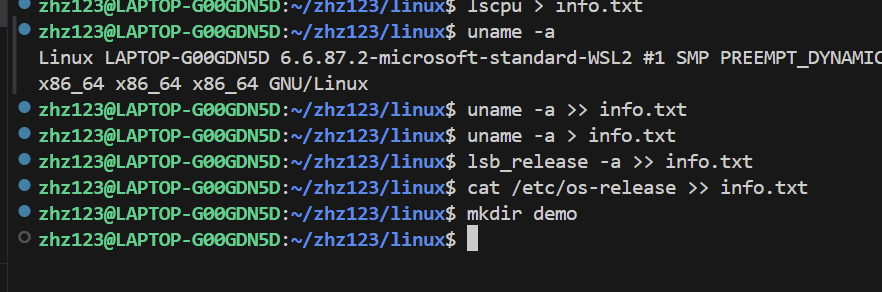 zhz123@LAPTOP-G00GDN5D:~/zhz123/linux$ lscpu > info.txt
zhz123@LAPTOP-G00GDN5D:~/zhz123/linux$ uname -a
Linux LAPTOP-G00GDN5D 6.6.87.2-microsoft-standard-WSL2 #1 SMP PREEMPT_DYNAMIC
x86_64 x86_64 x86_64 GNU/Linux
zhz123@LAPTOP-G00GDN5D:~/zhz123/linux$ uname -a >> info.txt
zhz123@LAPTOP-G00GDN5D:~/zhz123/linux$ uname -a > info.txt
zhz123@LAPTOP-G00GDN5D:~/zhz123/linux$ lsb_release -a >> info.txt
zhz123@LAPTOP-G00GDN5D:~/zhz123/linux$ cat /etc/os-release >> info.txt
zhz123@LAPTOP-G00GDN5D:~/zhz123/linux$ mkdir demo
zhz123@LAPTOP-G00GDN5D:~/zhz123/linux$